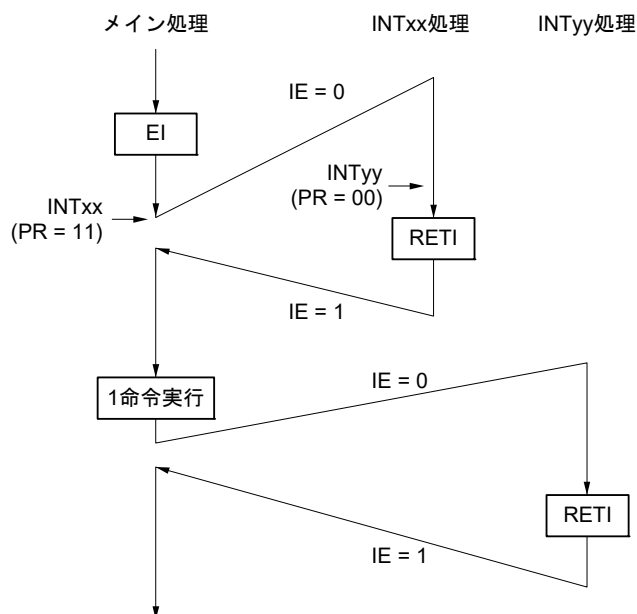 メイン処理
INTxx処理
INTyy処理
IE = 0
EI
INTxx
(PR = 11)
INTyy
(PR = 00)
RETI
IE = 1
1命令実行
IE = 0
RETI
IE = 1